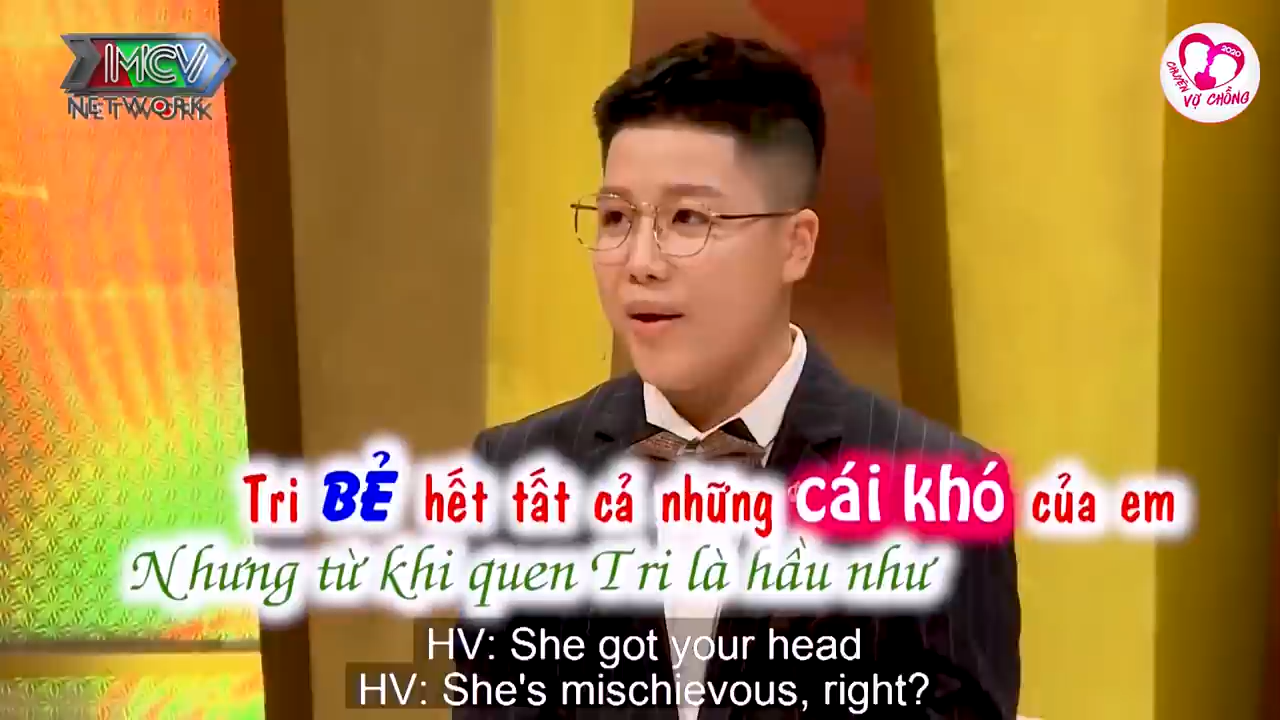 MCV
NETWORK
2020
CHUYỆN
VỢ CHỒNG
Tri BẺ hết tất cả những cái khó của em
Nhưng từ khi quen Tri là hầu như
HV: She got your head
HV: She's mischievous, right?